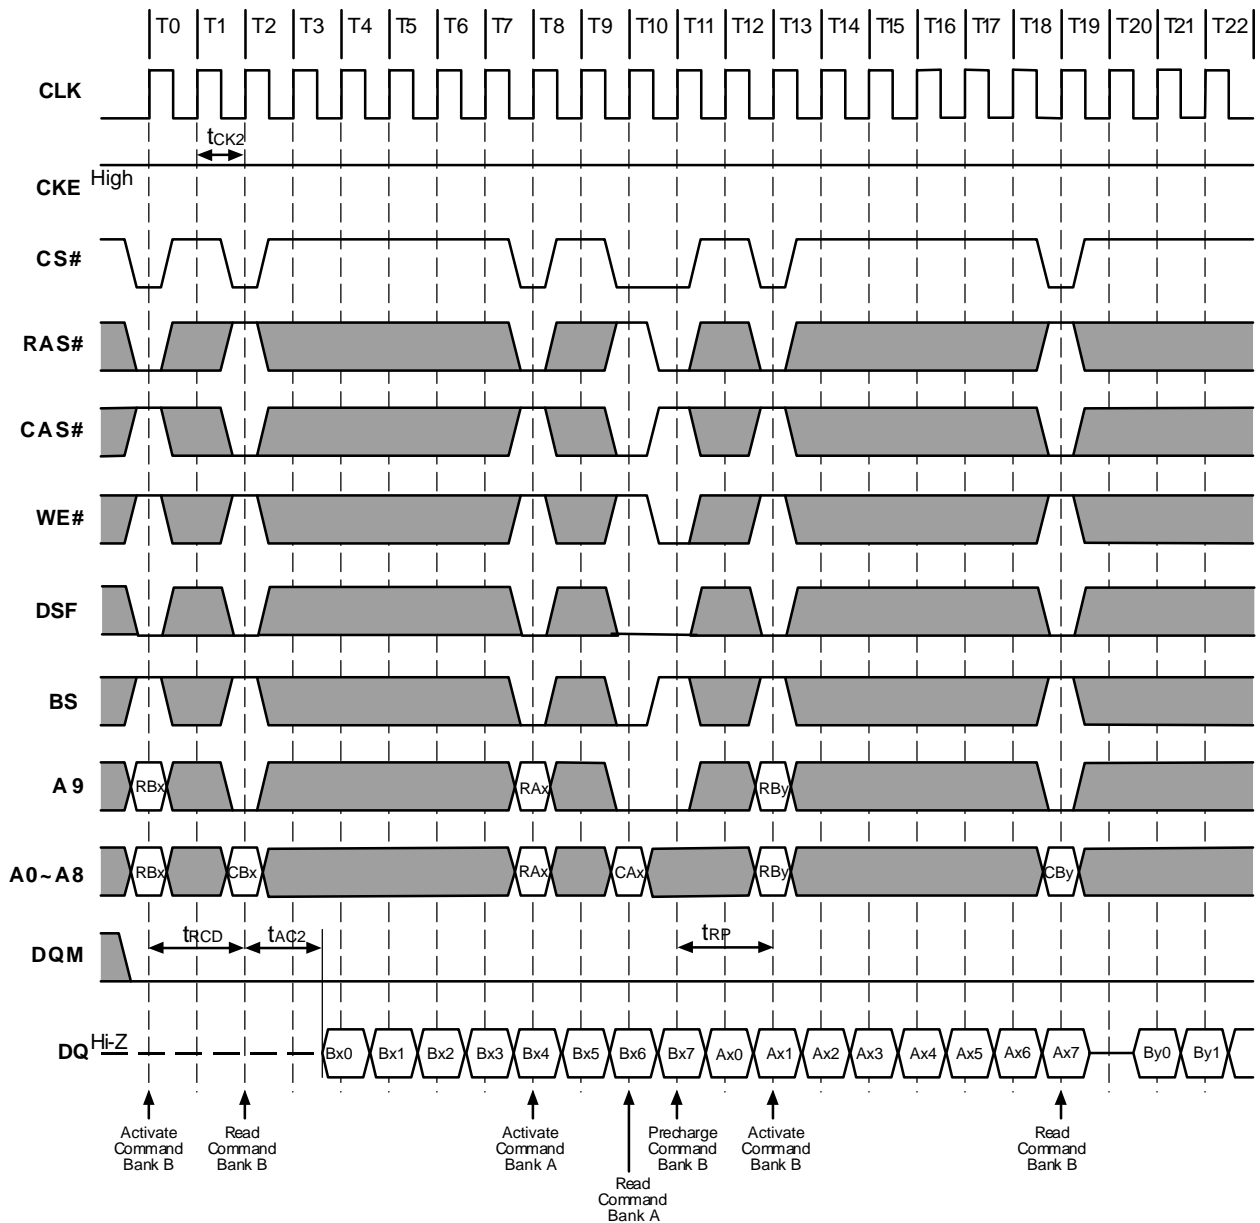 T0 T1 T2 T3 T4 T5 T6 T7 T8 T9 T10 T11 T12 T13 T14 T15 T16 T17 T18 T19 T20 T21 T22
CLK
tCK2
High
CKE
CS#
RAS#
CAS#
WE#
DSF
BS
A9 RBx RAx RBy
A0~A8 RBx CBx RAx CAx RBy CBy
tRCD tAC2 tRP
DQM
Hi-Z
DQ Bx0 Bx1 Bx2 Bx3 Bx4 Bx5 Bx6 Bx7 Ax0 Ax1 Ax2 Ax3 Ax4 Ax5 Ax6 Ax7 By0 By1
Activate
Command
Bank B
Read
Command
Bank B
Activate
Command
Bank A
Read
Command
Bank A
Precharge
Command
Bank B
Activate
Command
Bank B
Read
Command
Bank B